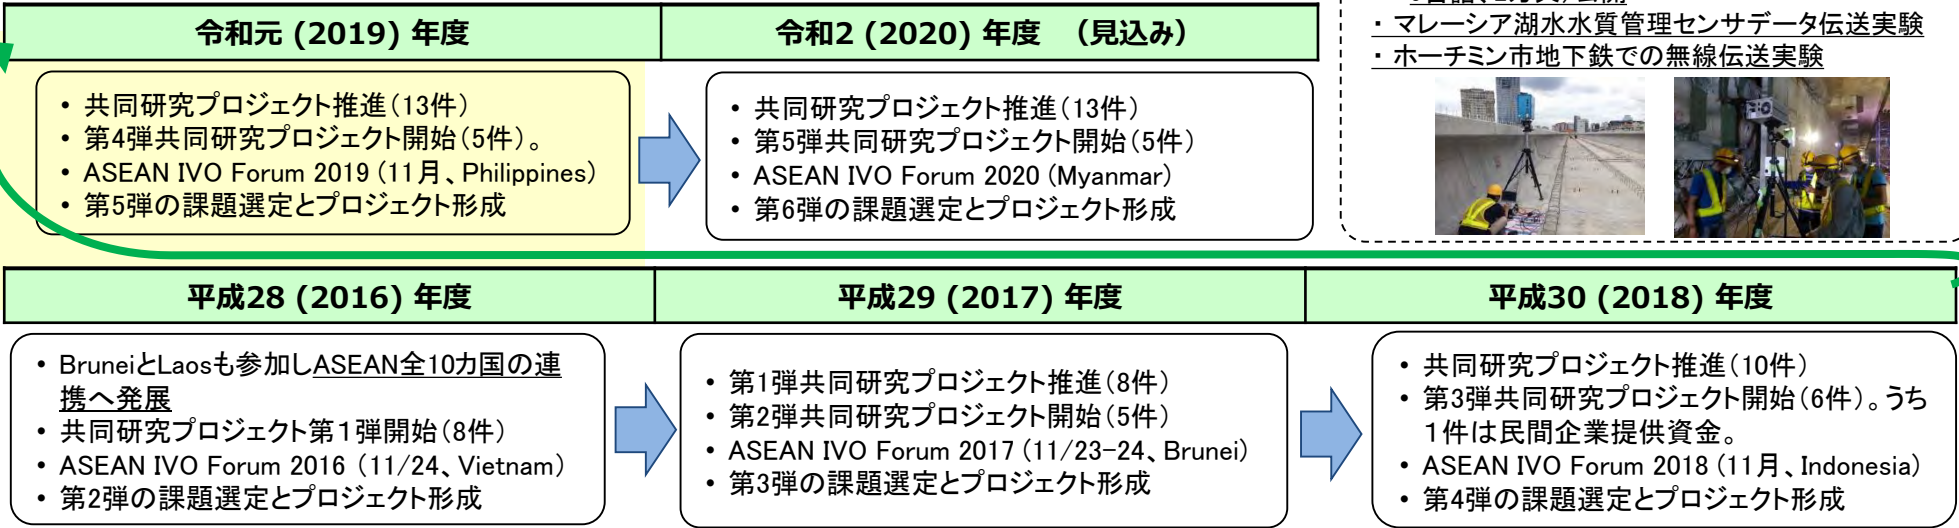 令和元 (2019) 年度
令和2 (2020) 年度 (見込み)
・共同研究プロジェクト推進(13件)
・第4弾共同研究プロジェクト開始(5件)。
・ASEAN IVO Forum 2019 (11月、Philippines)
・第5弾の課題選定とプロジェクト形成
・共同研究プロジェクト推進(13件)
・第5弾共同研究プロジェクト開始(5件)
・ASEAN IVO Forum 2020 (Myanmar)
・第6弾の課題選定とプロジェクト形成
・マレーシア湖水水質管理センサデータ伝送実験
・ホーチミン市地下鉄での無線伝送実験
平成28 (2016) 年度
平成29 (2017) 年度
平成30 (2018) 年度
・BruneiとLaosも参加しASEAN全10カ国の連
携へ発展
・共同研究プロジェクト第1弾開始(8件)
・ASEAN IVO Forum 2016 (11/24、Vietnam)
・第2弾の課題選定とプロジェクト形成
・第1弾共同研究プロジェクト推進(8件)
・第2弾共同研究プロジェクト開始(5件)
・ASEAN IVO Forum 2017 (11/23-24、Brunei)
・第3弾の課題選定とプロジェクト形成
・共同研究プロジェクト推進(10件)
・第3弾共同研究プロジェクト開始(6件)。うち
1件は民間企業提供資金。
・ASEAN IVO Forum 2018 (11月、Indonesia)
・第4弾の課題選定とプロジェクト形成